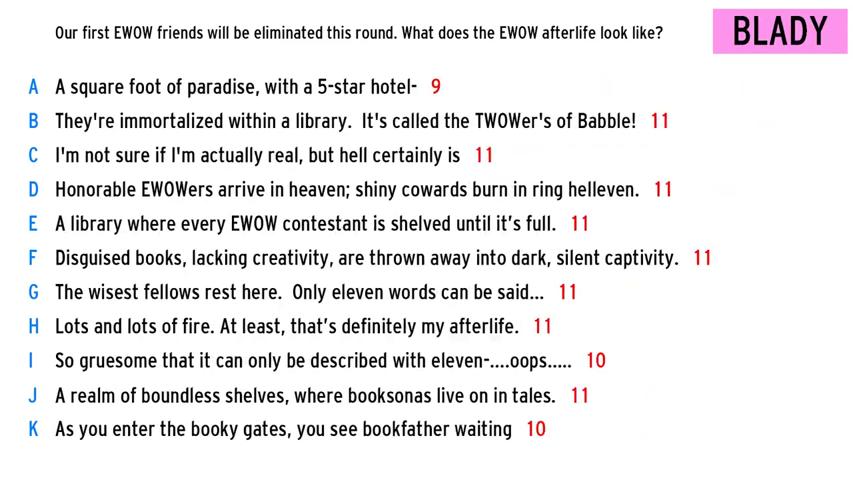 Our first EWOW friends will be eliminated this round. What does the EWOW afterlife look like?
BLADY
A A square foot of paradise, with a 5-star hotel- 9
B They're immortalized within a library.  It's called the TWOWer's of Babble! 11
C I'm not sure if I'm actually real, but hell certainly is 11
D Honorable EWOWers arrive in heaven; shiny cowards burn in ring helleven. 11
E A library where every EWOW contestant is shelved until it’s full. 11
F Disguised books, lacking creativity, are thrown away into dark, silent captivity. 11
G The wisest fellows rest here.  Only eleven words can be said... 11
H Lots and lots of fire. At least, that’s definitely my afterlife. 11
I So gruesome that it can only be described with eleven-....oops..... 10
J A realm of boundless shelves, where booksonas live on in tales. 11
K As you enter the booky gates, you see bookfather waiting 10